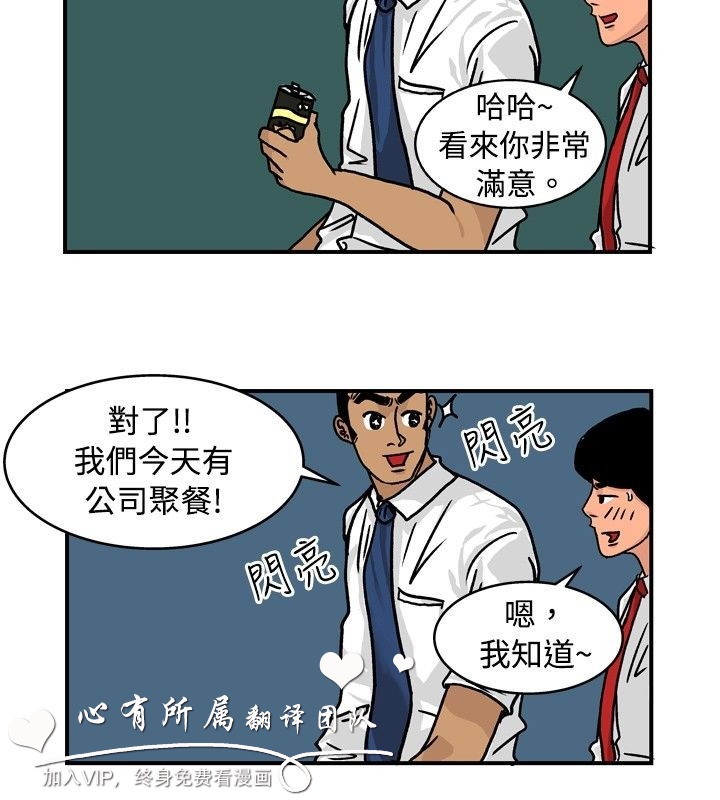 哈哈~
看來你非常
滿意。
對了!!
我們今天有
公司聚餐!
閃亮
閃亮
嗯，
我知道~
心有所属翻译团队
加入VIP，终身免费看漫画